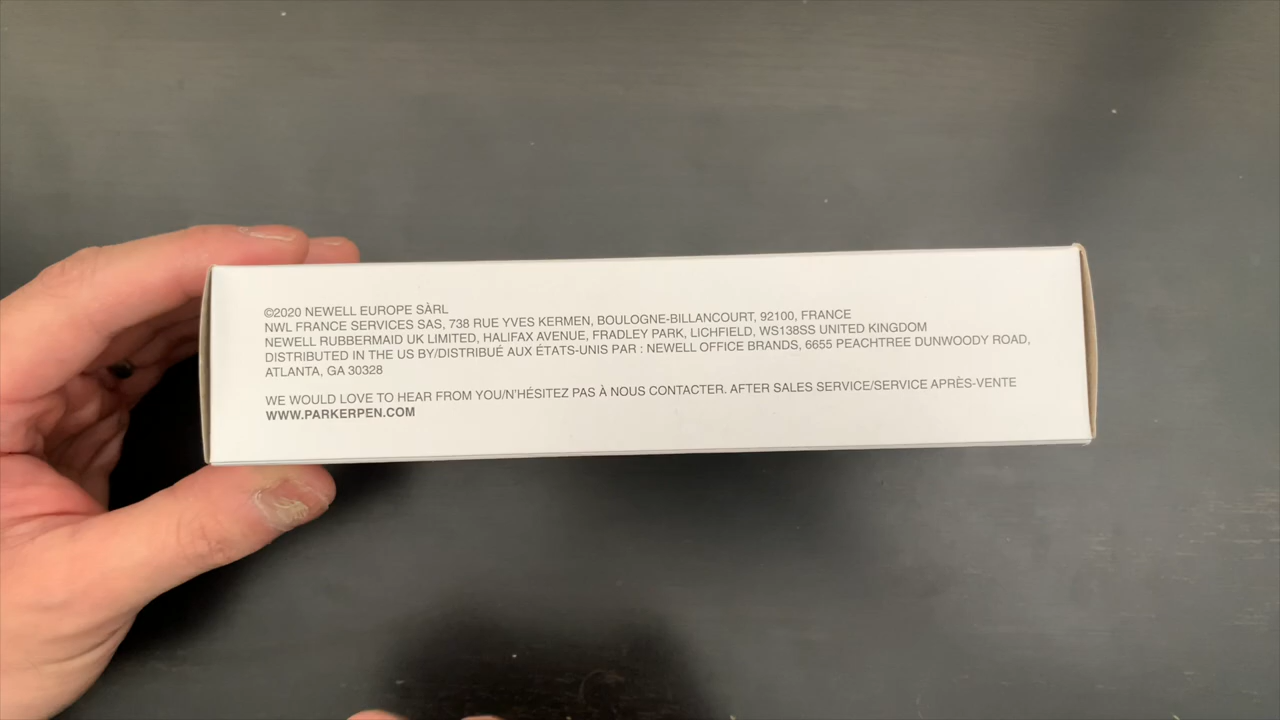 ©2020 NEWELL EUROPE SÀRL
NWL FRANCE SERVICES SAS, 738 RUE YVES KERMEN, BOULOGNE-BILLANCOURT, 92100, FRANCE
NEWELL RUBBERMAID UK LIMITED, HALIFAX AVENUE, FRADLEY PARK, LICHFIELD, WS138SS UNITED KINGDOM
DISTRIBUTED IN THE US BY/DISTRIBUÉ AUX ÉTATS-UNIS PAR : NEWELL OFFICE BRANDS, 6655 PEACHTREE DUNWOODY ROAD,
ATLANTA, GA 30328
WE WOULD LOVE TO HEAR FROM YOU/N'HÉSITEZ PAS À NOUS CONTACTER. AFTER SALES SERVICE/SERVICE APRÈS-VENTE
WWW.PARKERPEN.COM